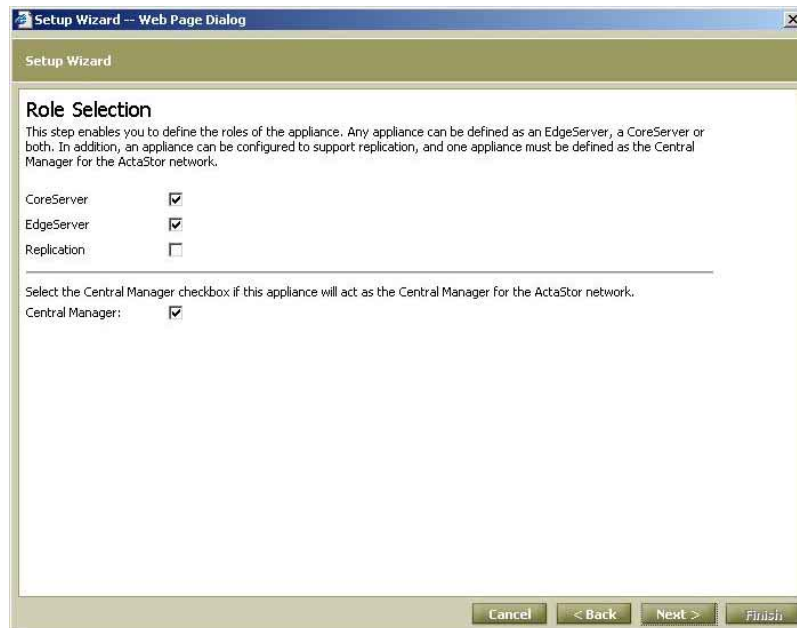 Setup Wizard -- Web Page Dialog
Setup Wizard
Role Selection
This step enables you to define the roles of the appliance. Any appliance can be defined as an EdgeServer, a CoreServer or
both. In addition, an appliance can be configured to support replication, and one appliance must be defined as the Central
Manager for the ActaStor network.
CoreServer
EdgeServer
Replication
Select the Central Manager checkbox if this appliance will act as the Central Manager for the ActaStor network.
Central Manager:
Cancel < Back Next > Finish